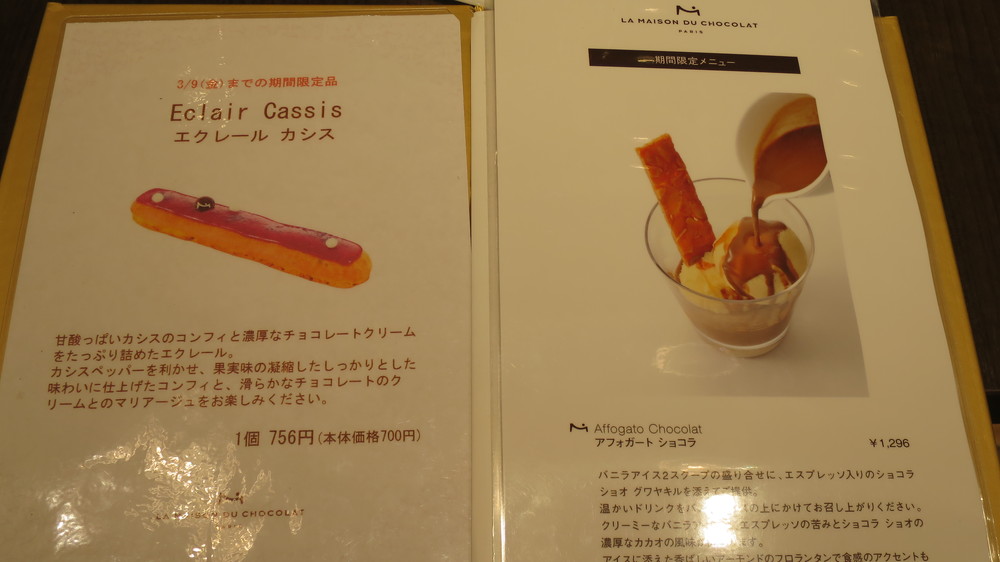 3/9(金)までの期間限定品
Eclair Cassis
エクレール カシス
甘酸っぱいカシスのコンフィと濃厚なチョコレートクリーム
をたっぷり詰めたエクレール。
カシスペッパーを利かせ、果実味の凝縮したしっかりとした
味わいに仕上げたコンフィと、滑らかなチョコレートのク
リームとのマリアージュをお楽しみください。
1個 756円(本体価格700円)
LA MAISON DU CHOCOLAT
PARIS
LA MAISON DU CHOCOLAT
PARIS
期間限定メニュー
Affogato Chocolat
アフォガート ショコラ
¥1,296
バニラアイス2スクープの盛り合せに、エスプレッソ入りのショコラ
ショオ グワヤキルを添えてご提供。
温かいドリンクをバニ の上にかけてお召し上がりください。
クリーミーなバニラ エスプレッソの苦みとショコラ ショオの
濃厚なカカオの風味が ます。
アイスに添えた香ばしいアーモンドのフロランタンで食感のアクセントも